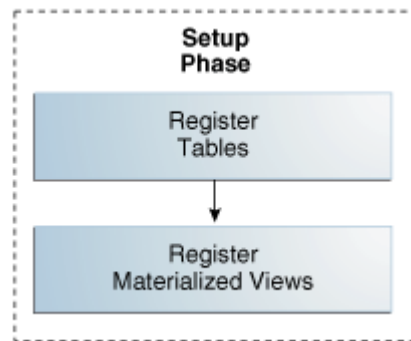 Setup
Phase
Register
Tables
Register
Materialized Views